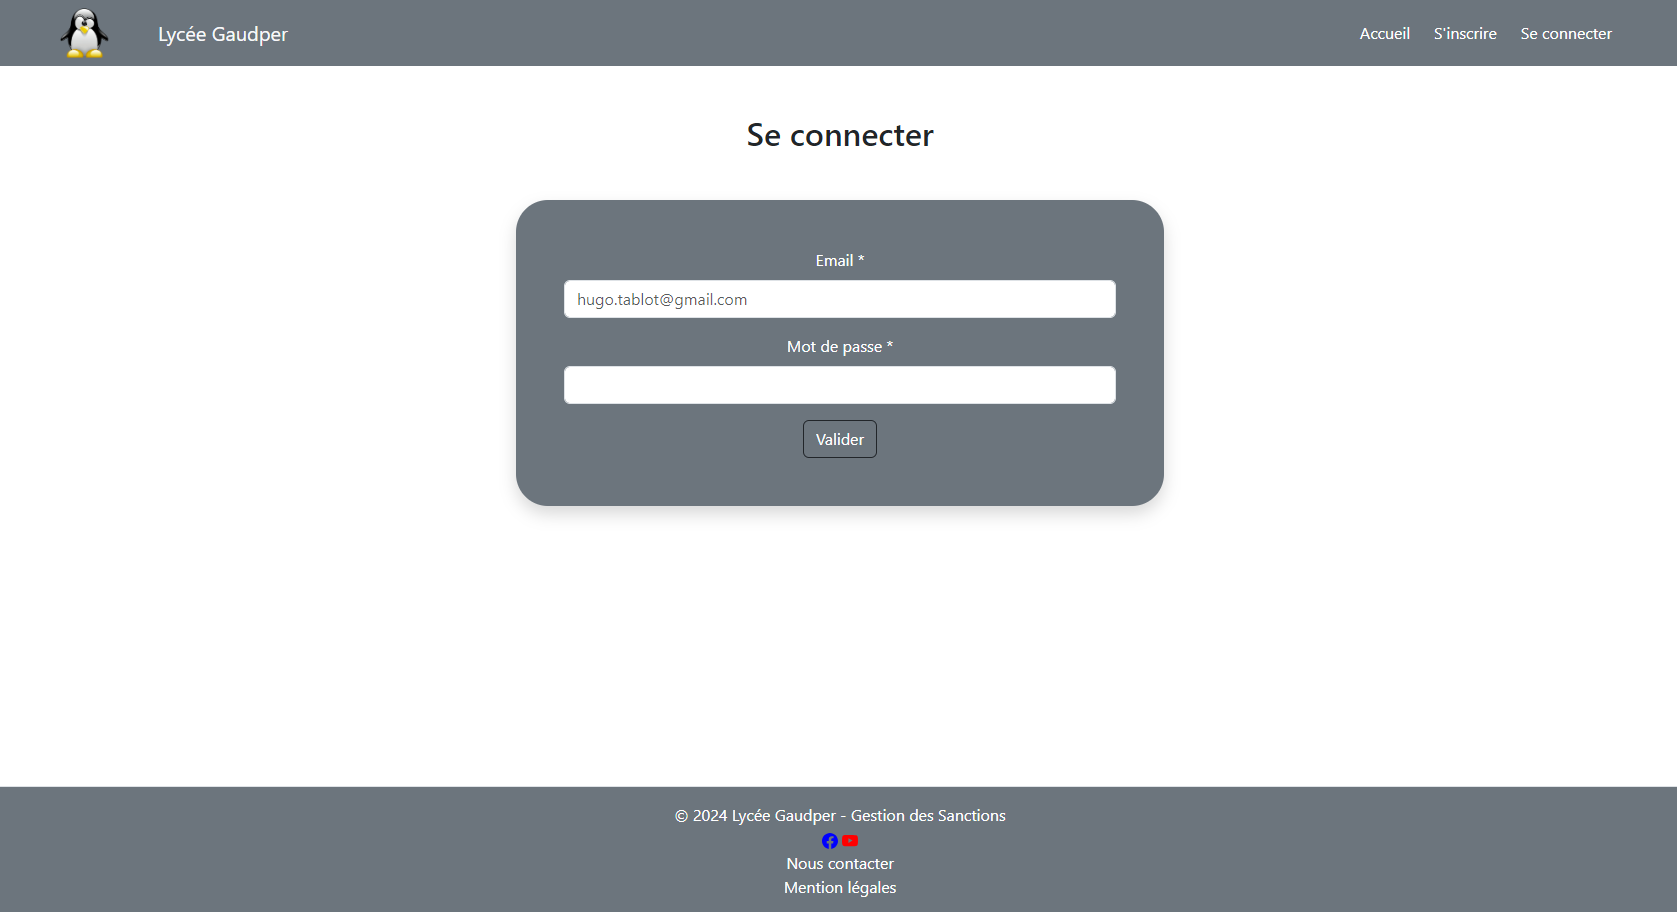 Lycée Gaudper
Accueil S'inscrire Se connecter
Se connecter
Email *
hugo.tablot@gmail.com
Mot de passe *
Valider
© 2024 Lycée Gaudper - Gestion des Sanctions
Nous contacter
Mention légales